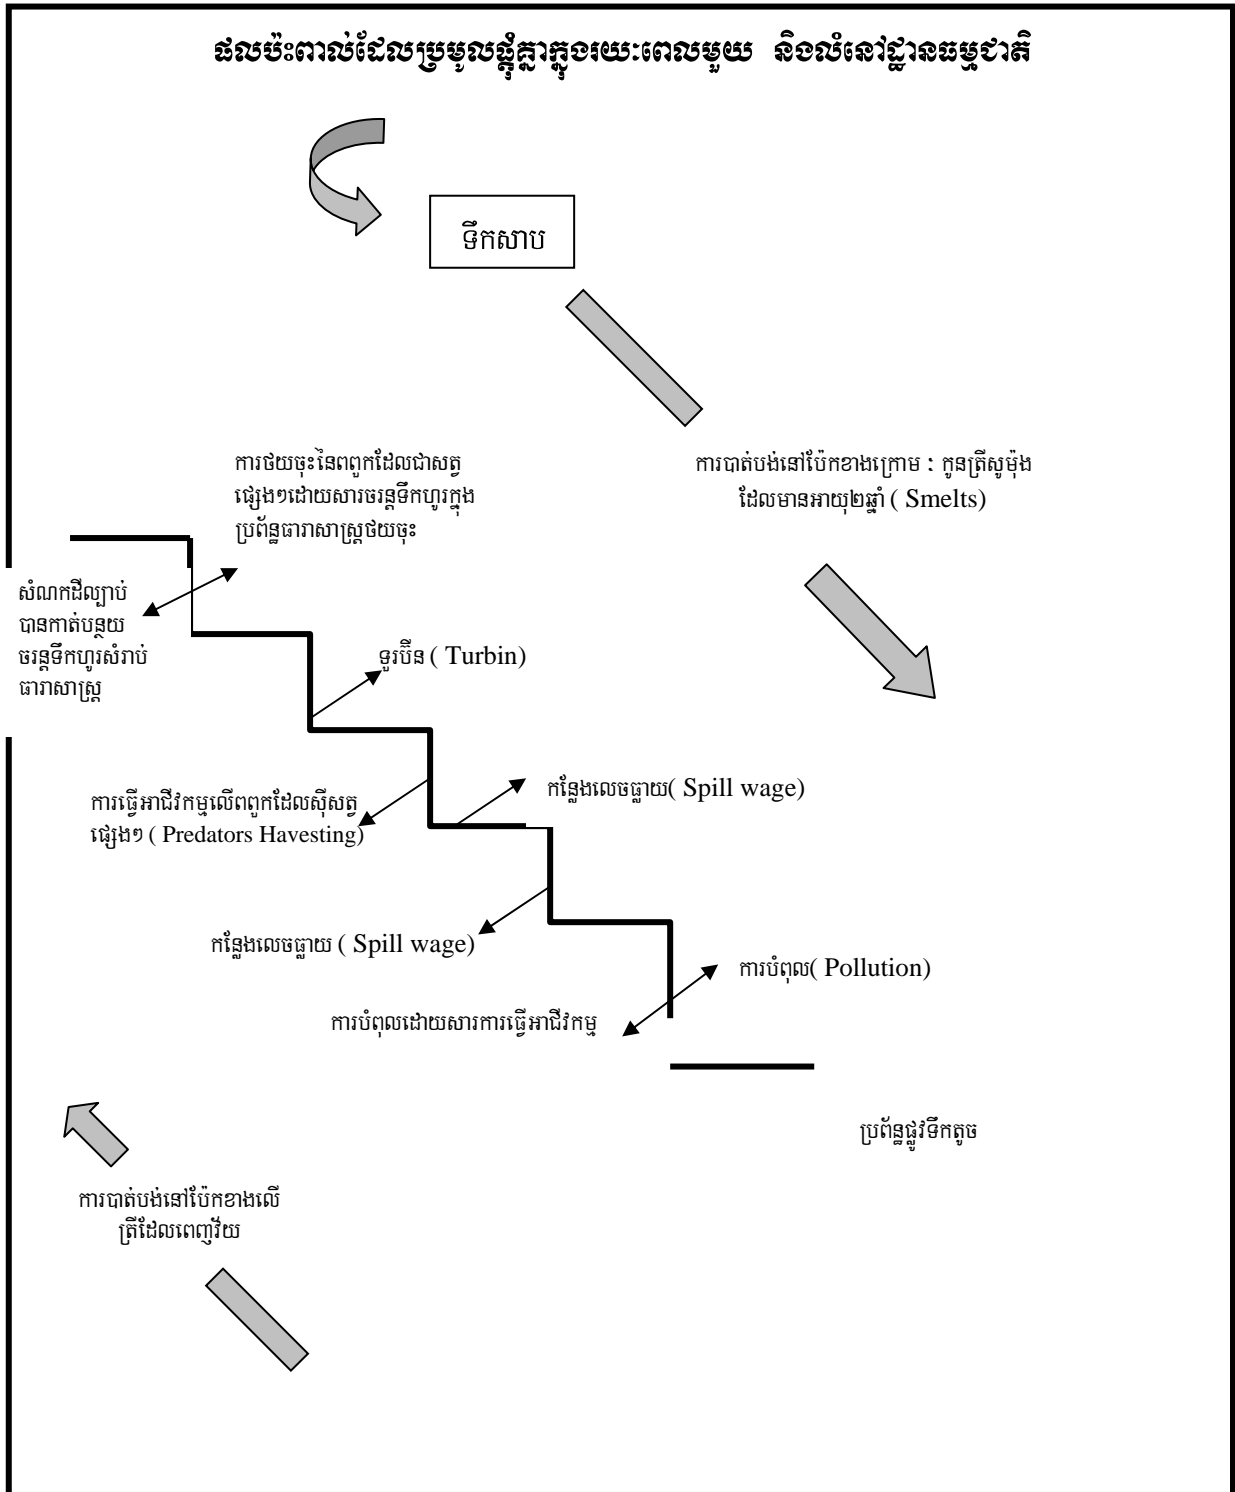 ផលប៉ះពាល់ដែលប្រមូលផ្តុំគ្នាក្នុងរយៈពេលមួយ និងលំនៅដ្ឋានធម្មជាតិ
ទឹកសាប
ការថយចុះនៃពពួកដែលជាសត្វ
ផ្សេងៗដោយសារចរន្តទឹកហូរក្នុង
ប្រព័ន្ធធារាសាស្ត្រថយចុះ
ការបាត់បង់នៅប៉ែកខាងក្រោម : កូនត្រីសូម៉ុង
ដែលមានអាយុ២ឆ្នាំ ( Smelts)
សំណកដីល្បាប់
បានកាត់បន្ថយ
ចរន្តទឹកហូរសំរាប់
ធារាសាស្ត្រ
ទួរប៊ីន ( Turbin)
កន្លែងលេចធ្លាយ( Spill wage)
ការធ្វើអាជីវកម្មលើពពួកដែលស៊ីសត្វ
ផ្សេងៗ ( Predators Havesting)
កន្លែងលេចធ្លាយ ( Spill wage)
ការបំពុល( Pollution)
ការបំពុលដោយសារការធ្វើអាជីវកម្ម
ប្រព័ន្ធផ្លូវទឹកតូច
ការបាត់បង់នៅប៉ែកខាងលើ
ត្រីដែលពេញវ័យ